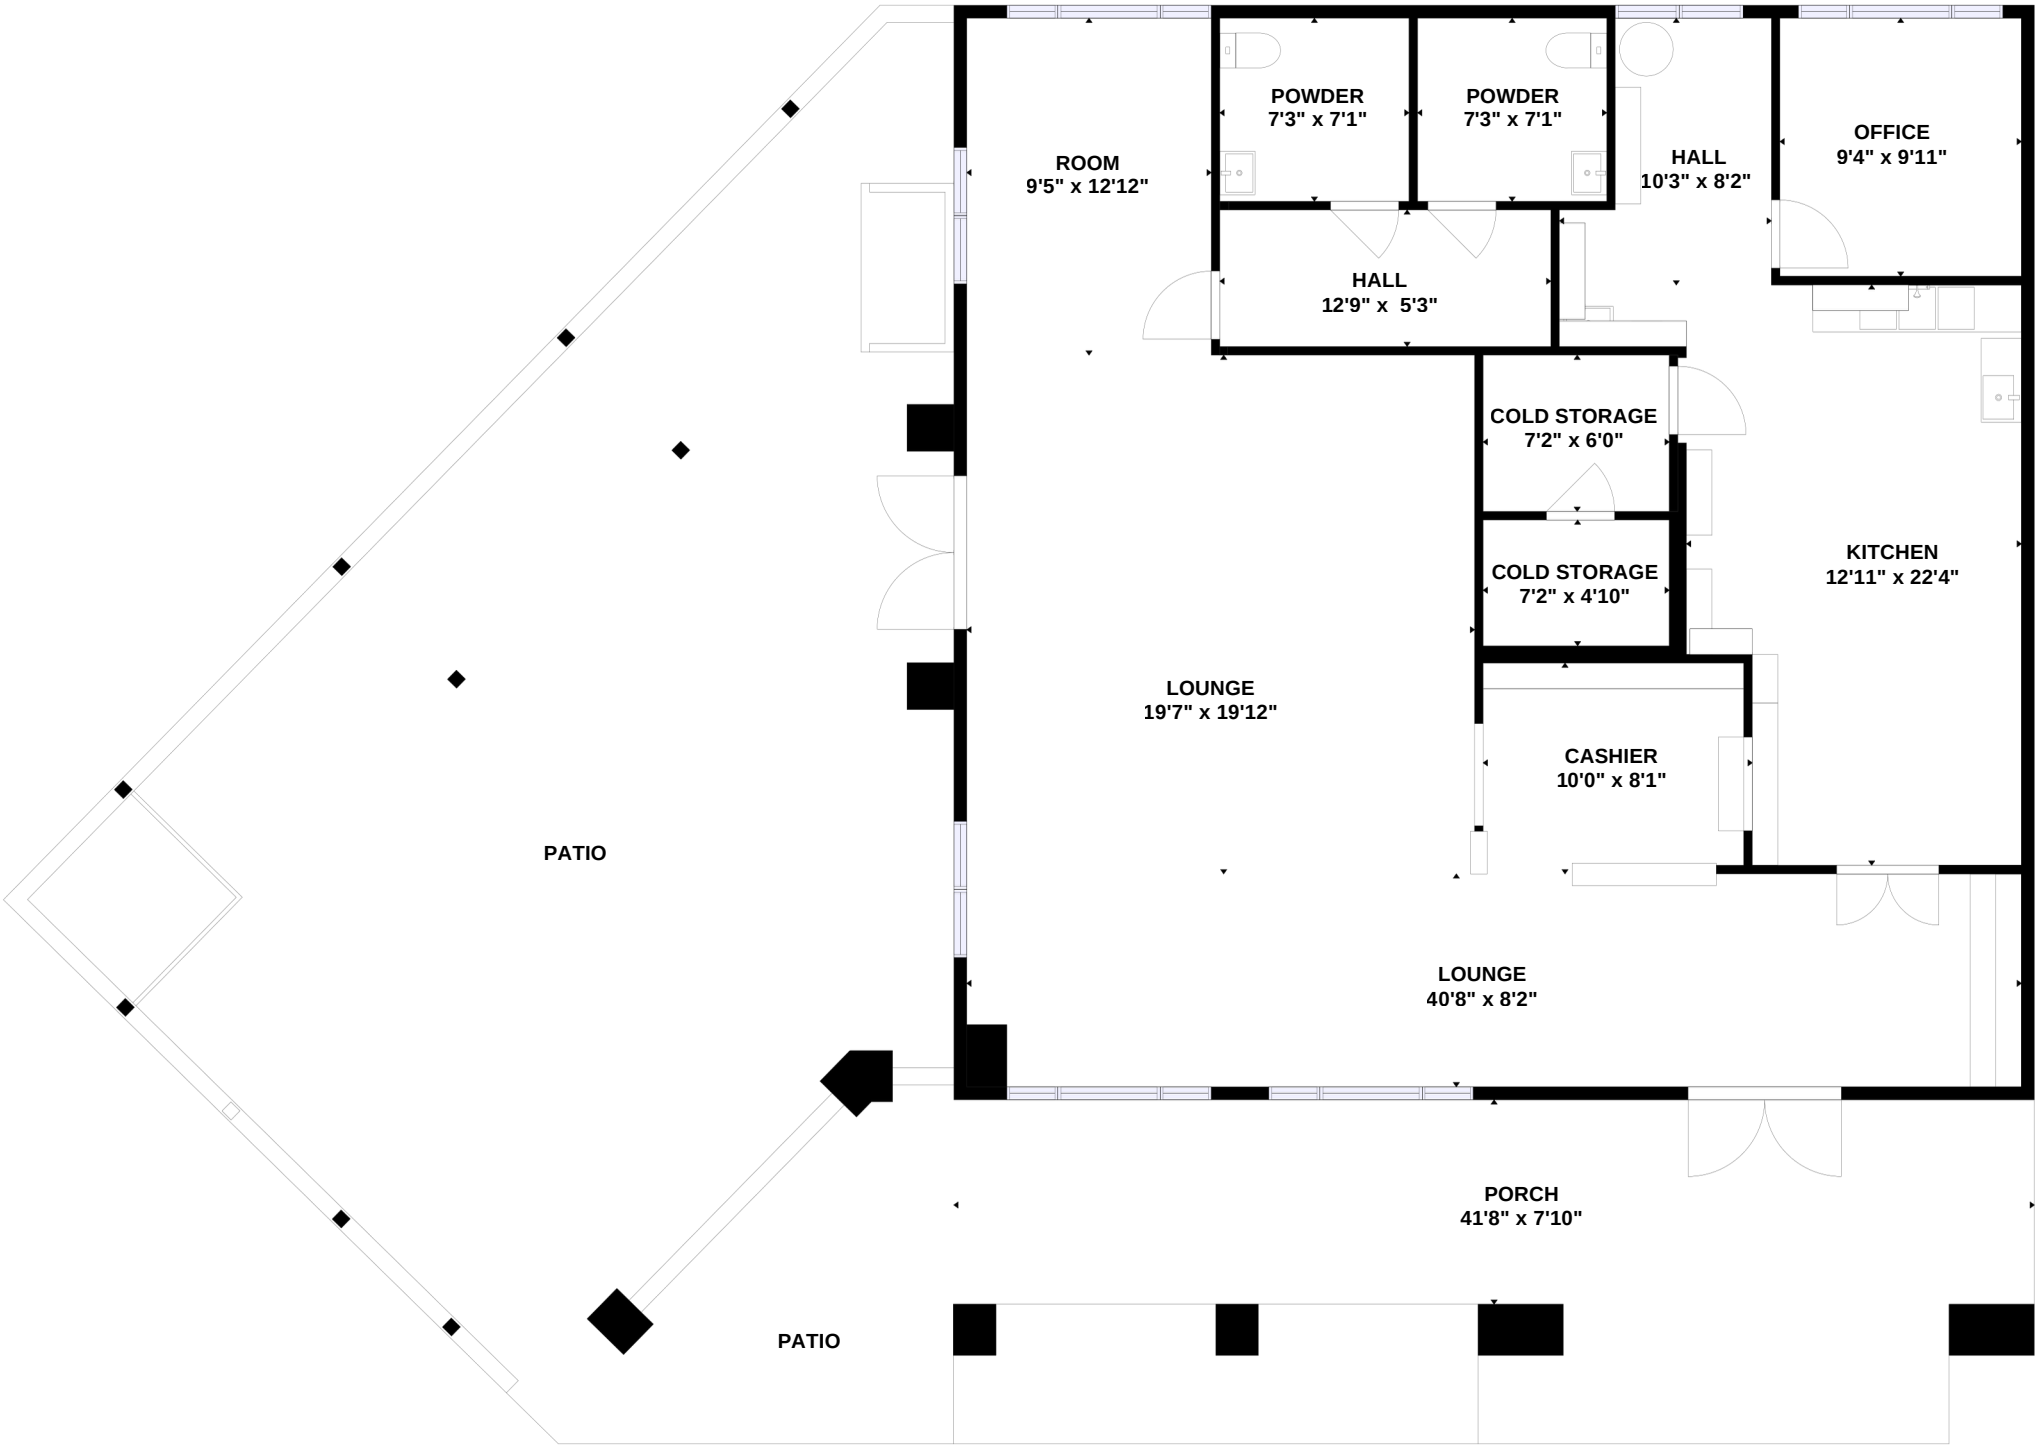 POWDER
7'3" x 7'1"
POWDER
7'3" x 7'1"
OFFICE
9'4" x 9'11"
ROOM
9'5" x 12'12"
HALL
10'3" x 8'2"
HALL
12'9" x 5'3"
COLD STORAGE
7'2" x 6'0"
COLD STORAGE
7'2" x 4'10"
KITCHEN
12'11" x 22'4"
LOUNGE
19'7" x 19'12"
CASHIER
10'0" x 8'1"
PATIO
LOUNGE
40'8" x 8'2"
PORCH
41'8" x 7'10"
PATIO